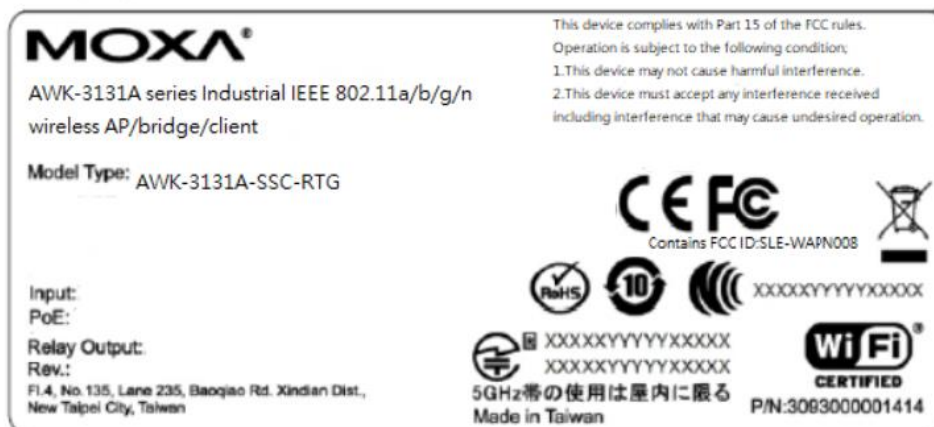 MOXA®
AWK-3131A series Industrial IEEE 802.11a/b/g/n
wireless AP/bridge/client
Model Type: AWK-3131A-SSC-RTG
Input:
PoE:
Relay Output:
Rev.:
Fl.4, No.135, Lane 235, Baoqiao Rd. Xindian Dist.,
New Taipei City, Taiwan
This device complies with Part 15 of the FCC rules.
Operation is subject to the following condition;
1.This device may not cause harmful interference.
2.This device must accept any interference received
including interference that may cause undesired operation.
CE FC
Contains FCC ID:SLE-WAPN008
RoHS 10 XXXXXYYYYYXXXXX
R XXXXXYYYYYXXXXX
XXXXXYYYYYXXXXX
5GHz帯の使用は屋内に限る
Made in Taiwan
Wi Fi®
CERTIFIED
P/N:3093000001414